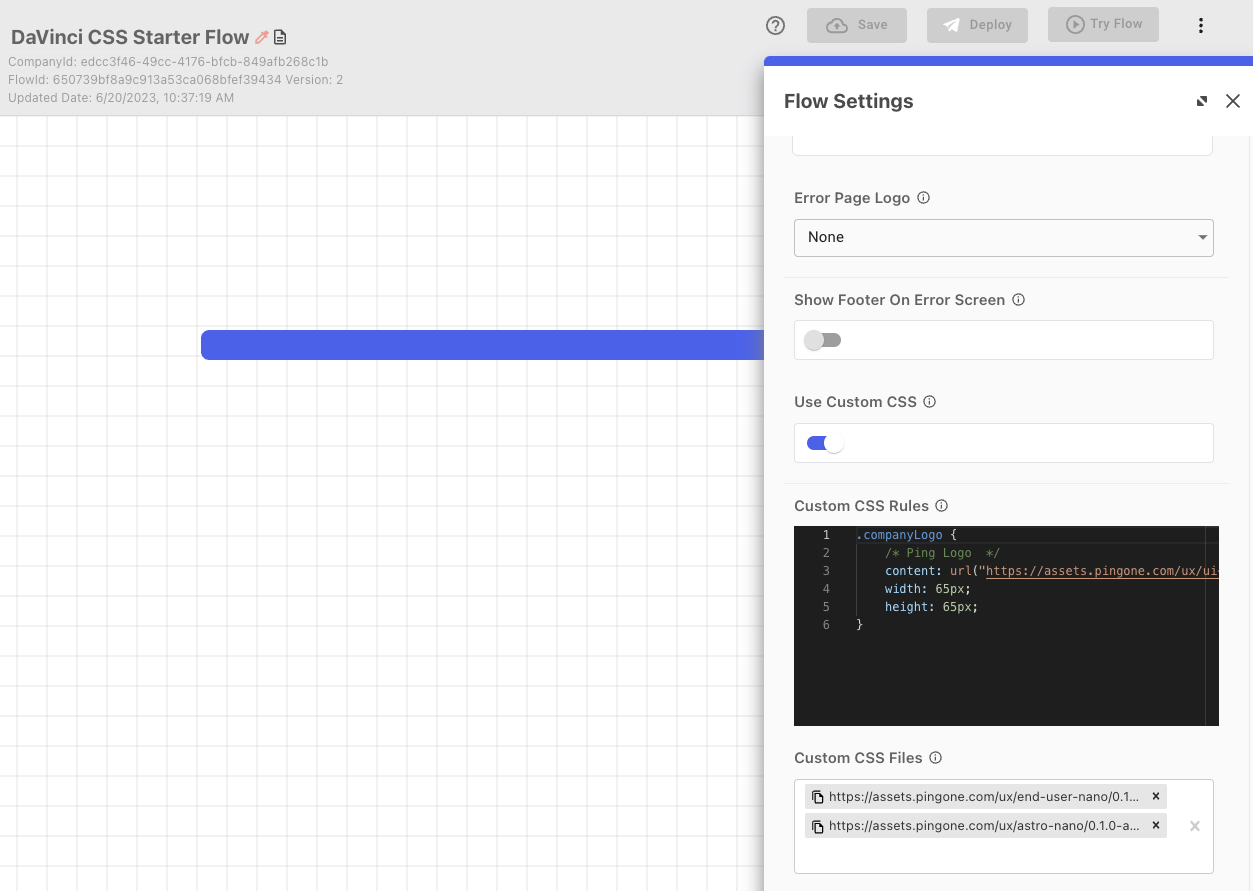 DaVinci CSS Starter Flow
CompanyId: edcc3f46-49cc-4176-bfcb-849afb268c1b
FlowId: 650739bf8a9c913a53ca068bfef39434 Version: 2
Updated Date: 6/20/2023, 10:37:19 AM
Save
Deploy
Try Flow
Flow Settings
Error Page Logo
None
Show Footer On Error Screen
Use Custom CSS
Custom CSS Rules
1 .companyLogo {
2 /* Ping Logo  */
3 content: url("https://assets.pingone.com/ux/ui-
4 width: 65px;
5 height: 65px;
6 }
Custom CSS Files
https://assets.pingone.com/ux/end-user-nano/0.1...
https://assets.pingone.com/ux/astro-nano/0.1.0-a...